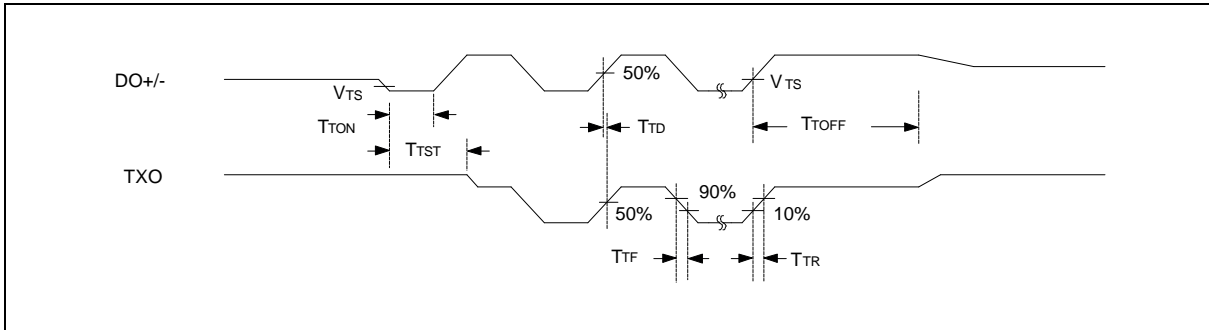 DO+/-
50%
VTS
VTS
TTON
TTD
TTOFF
TTST
TXO
90%
50%
10%
TTF
TTR